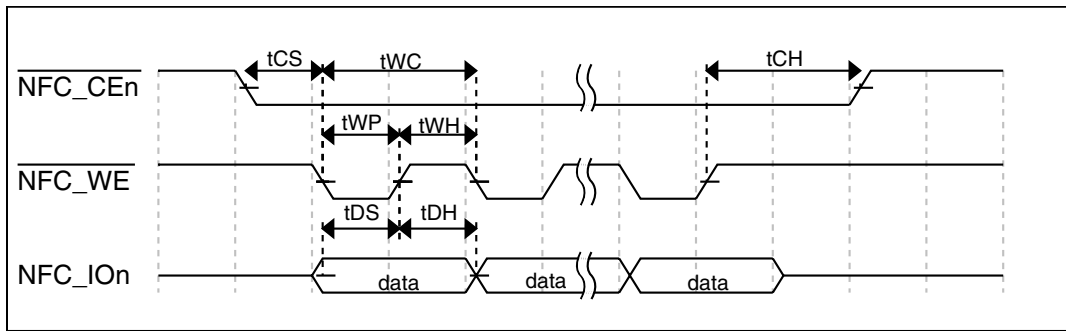 tCS tWC tCH
NFC_CEn
tWP tWH
NFC_WE
tDS tDH
NFC_IOn data data data